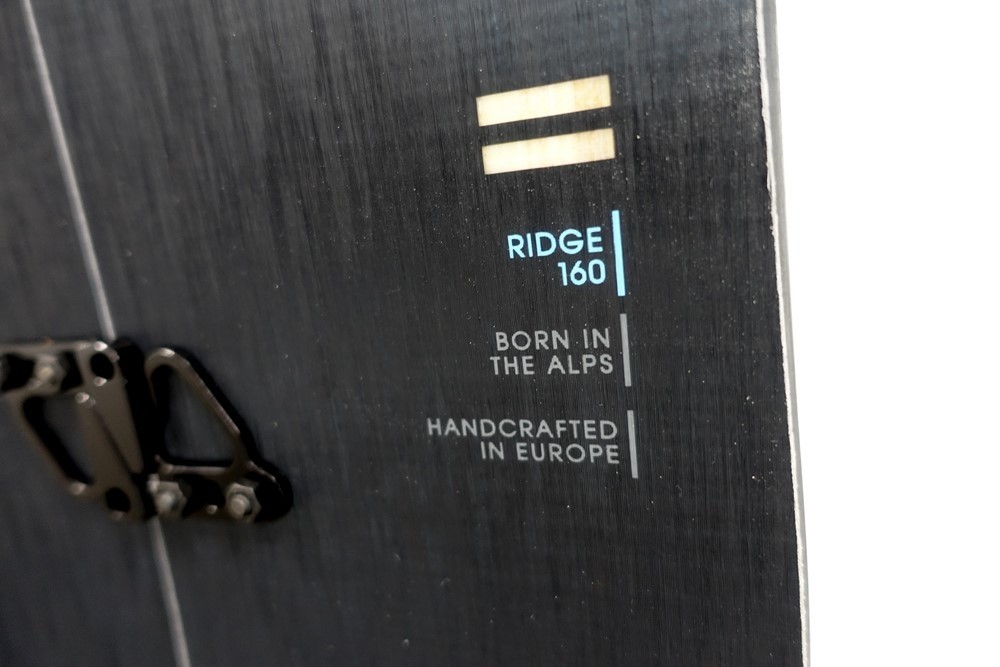 RIDGE
160
BORN IN
THE ALPS
HANDCRAFTED
IN EUROPE